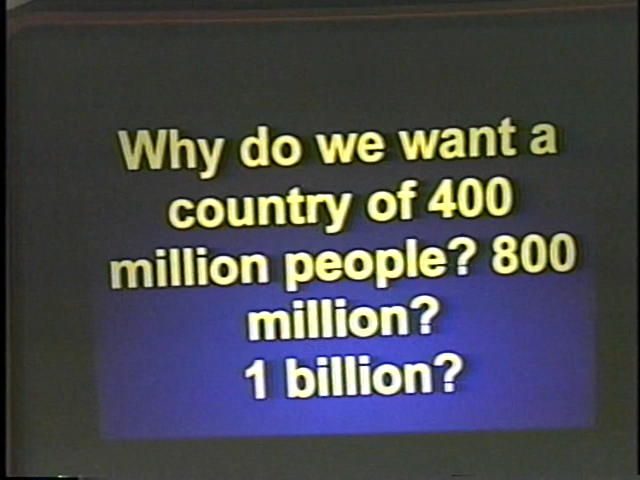 Why do we want a
country of 400
million people? 800
million?
1 billion?